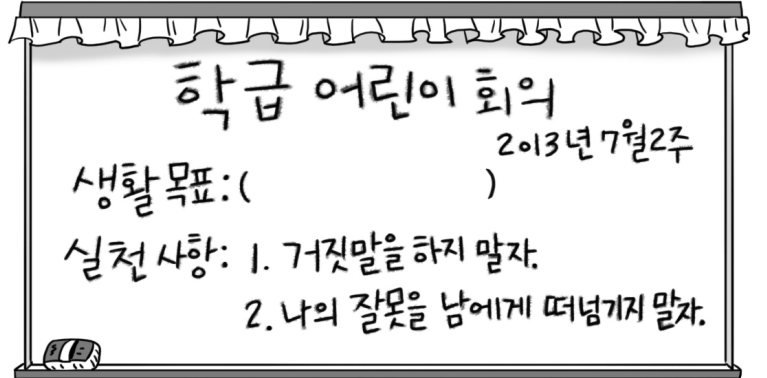 학급 어린이 회의
2013년 7월2주
생활 목표:( )
실천 사항: 1. 거짓말을 하지 말자.
2. 나의 잘못을 남에게 떠넘기지 말자.